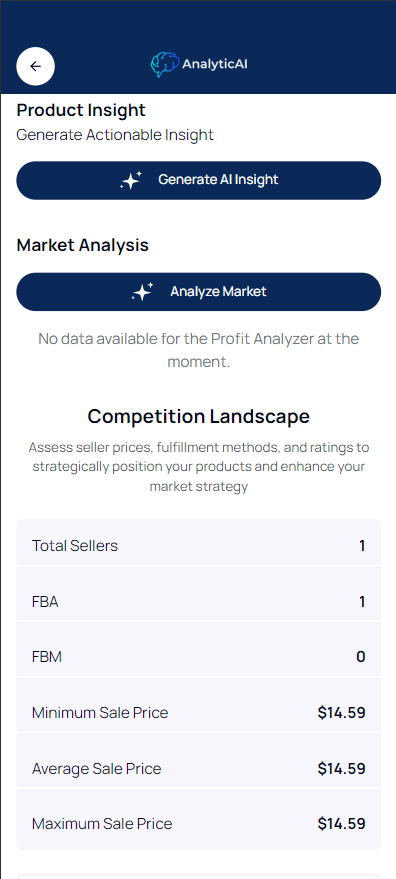 AnalyticAI
Product Insight
Generate Actionable Insight
Generate AI Insight
Market Analysis
Analyze Market
No data available for the Profit Analyzer at the
moment.
Competition Landscape
Assess seller prices, fulfillment methods, and ratings to
strategically position your products and enhance your
market strategy
Total Sellers 1
FBA 1
FBM 0
Minimum Sale Price $14.59
Average Sale Price $14.59
Maximum Sale Price $14.59